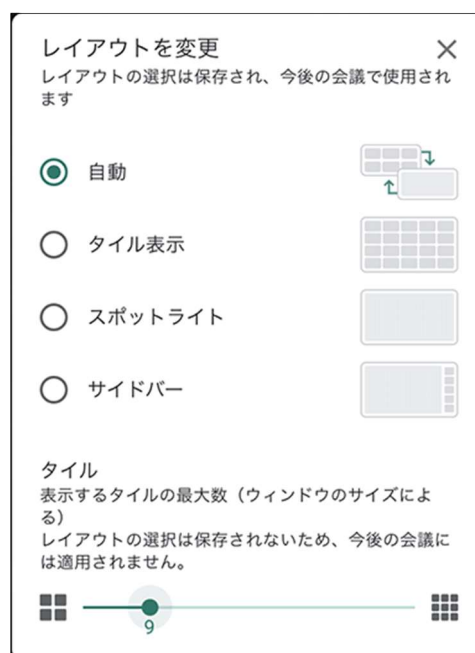 レイアウトを変更
レイアウトの選択は保存され、今後の会議で使用され
ます
自動
タイル表示
スポットライト
サイドバー
タイル
表示するタイルの最大数（ウィンドウのサイズによ
る）
レイアウトの選択は保存されないため、今後の会議に
は適用されません。
9